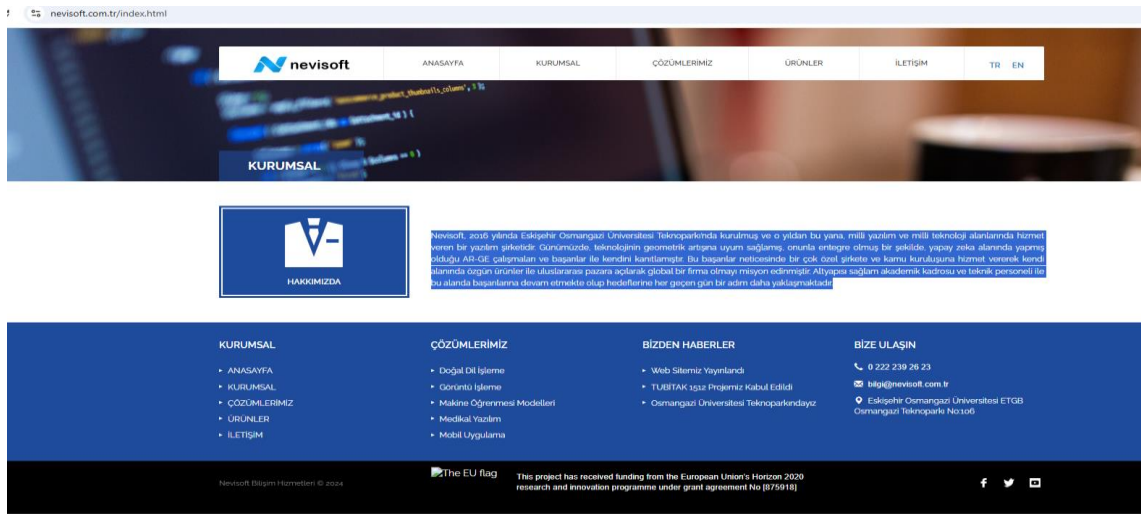 nevisoft.com.tr/index.html
nevisoft
ANASAYFA
KURUMSAL
ÇÖZÜMLERİMİZ
ÜRÜNLER
İLETİŞİM
TR EN
KURUMSAL
V-
HAKKIMIZDA
Nevisoft, 2016 yılında Eskişehir Osmangazi Üniversitesi Teknoparkı'nda kurulmuş ve o yıldan bu yana, milli yazılım ve milli teknoloji alanlarında hizmet
veren bir yazılım şirketidir. Günümüzde, teknolojinin geometrik artışına uyum sağlamış, onunla entegre olmuş bir şekilde, yapay zeka alanında yapmış
olduğu AR-GE çalışmaları ve başarılar ile kendini kanıtlamıştır. Bu başarılar neticesinde bir çok özel şirkete ve kamu kuruluşuna hizmet vererek kendi
alanında özgün ürünler ile uluslararası pazara açılarak global bir firma olmayı misyon edinmiştir. Altyapısı sağlam akademik kadrosu ve teknik personeli ile
bu alanda başarılarına devam etmekte olup hedeflerine her geçen gün bir adım daha yaklaşmaktadır.
KURUMSAL
ANASAYFA
KURUMSAL
ÇÖZÜMLERİMİZ
ÜRÜNLER
İLETİŞİM
ÇÖZÜMLERİMİZ
Doğal Dil İşleme
Görüntü İşleme
Makine Öğrenmesi Modelleri
Medikal Yazılım
Mobil Uygulama
BİZDEN HABERLER
Web Sitemiz Yayınlandı
TUBİTAK 1512 Projemiz Kabul Edildi
Osmangazi Üniversitesi Teknoparkındayız
BİZE ULAŞIN
0 222 239 26 23
bilgi@nevisoft.com.tr
Eskişehir Osmangazi Üniversitesi ETGB
Osmangazi Teknoparkı No:106
Nevisoft Bilişim Hizmetleri © 2024
The EU flag
This project has received funding from the European Union's Horizon 2020
research and innovation programme under grant agreement No [875918]